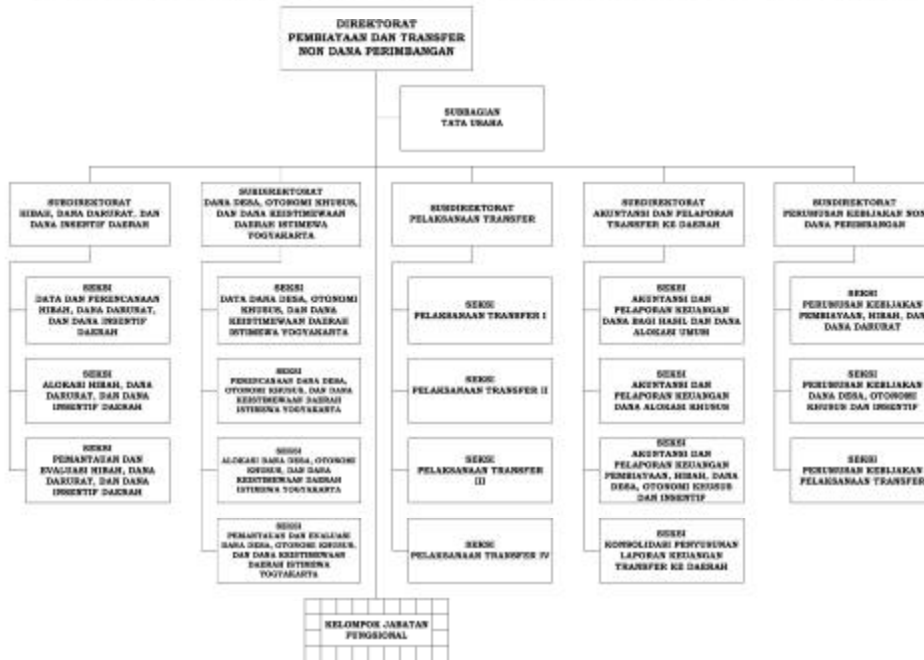 DIREKTORAT
PEMBIAYAAN DAN TRANSFER
NON DANA PERIMBANGAN
SUBBAGIAN
TATA USAHA
SUBDIREKTORAT
HIBAH, DANA DARURAT, DAN
DANA INSENTIF DAERAH
SUBDIREKTORAT
DANA DESA, OTONOMI KHUSUS,
DAN DANA KEISTIMEWAAN
DAERAH ISTIMEWA
YOGYAKARTA
SUBDIREKTORAT
PELAKSANAAN TRANSFER
SUBDIREKTORAT
AKUNTANSI DAN PELAPORAN
TRANSFER KE DAERAH
SUBDIREKTORAT
PERUMUSAN KEBIJAKAN NON
DANA PERIMBANGAN
SEKSI
DATA DAN PERENCANAAN
HIBAH, DANA DARURAT,
DAN DANA INSENTIF
DAERAH
SEKSI
ALOKASI HIBAH, DANA
DARURAT, DAN DANA
INSENTIF DAERAH
SEKSI
PEMANTAUAN DAN
EVALUASI HIBAH, DANA
DARURAT, DAN DANA
INSENTIF DAERAH
SEKSI
DATA DANA DESA, OTONOMI
KHUSUS, DAN DANA
KEISTIMEWAAN DAERAH
ISTIMEWA YOGYAKARTA
SEKSI
PERENCANAAN DANA DESA,
OTONOMI KHUSUS, DAN DANA
KEISTIMEWAAN DAERAH
ISTIMEWA YOGYAKARTA
SEKSI
ALOKASI DANA DESA, OTONOMI
KHUSUS, DAN DANA
KEISTIMEWAAN DAERAH
ISTIMEWA YOGYAKARTA
SEKSI
PEMANTAUAN DAN EVALUASI
DANA DESA, OTONOMI KHUSUS,
DAN DANA KEISTIMEWAAN
DAERAH ISTIMEWA
YOGYAKARTA
SEKSI
PELAKSANAAN TRANSFER I
SEKSI
PELAKSANAAN TRANSFER II
SEKSI
PELAKSANAAN TRANSFER
III
SEKSI
PELAKSANAAN TRANSFER IV
SEKSI
AKUNTANSI DAN
PELAPORAN KEUANGAN
DANA BAGI HASIL DAN DANA
ALOKASI UMUM
SEKSI
AKUNTANSI DAN
PELAPORAN KEUANGAN
DANA ALOKASI KHUSUS
SEKSI
AKUNTANSI DAN
PELAPORAN KEUANGAN
PEMBIAYAAN, HIBAH, DANA
DESA, OTONOMI KHUSUS
DAN INSENTIF
SEKSI
KONSOLIDASI PENYUSUNAN
LAPORAN KEUANGAN
TRANSFER KE DAERAH
SEKSI
PERUMUSAN KEBIJAKAN
PEMBIAYAAN, HIBAH, DAN
DANA DARURAT
SEKSI
PERUMUSAN KEBIJAKAN
DANA DESA, OTONOMI
KHUSUS DAN INSENTIF
SEKSI
PERUMUSAN KEBIJAKAN
PELAKSANAAN TRANSFER
KELOMPOK JABATAN
FUNGSIONAL